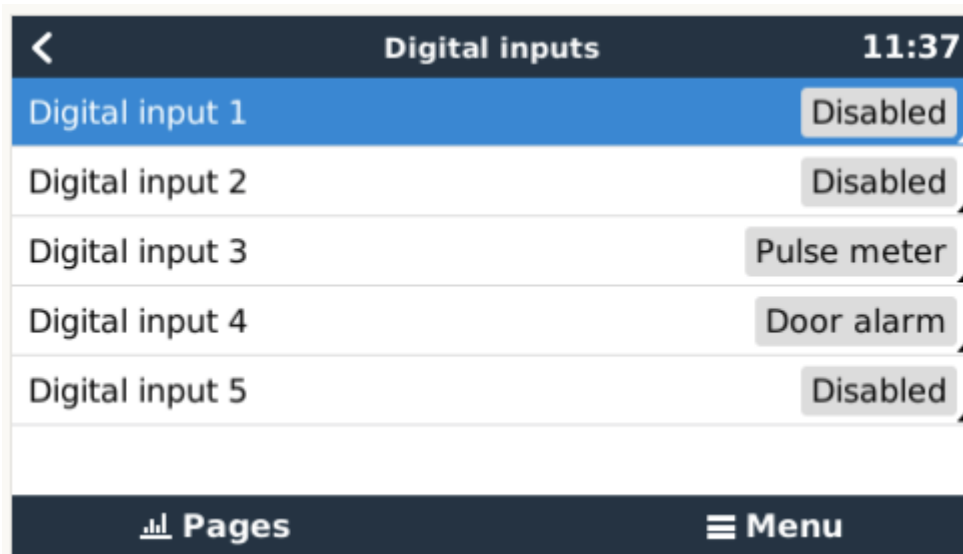 Digital inputs 11:37
Digital input 1 Disabled
Digital input 2 Disabled
Digital input 3 Pulse meter
Digital input 4 Door alarm
Digital input 5 Disabled
Pages Menu